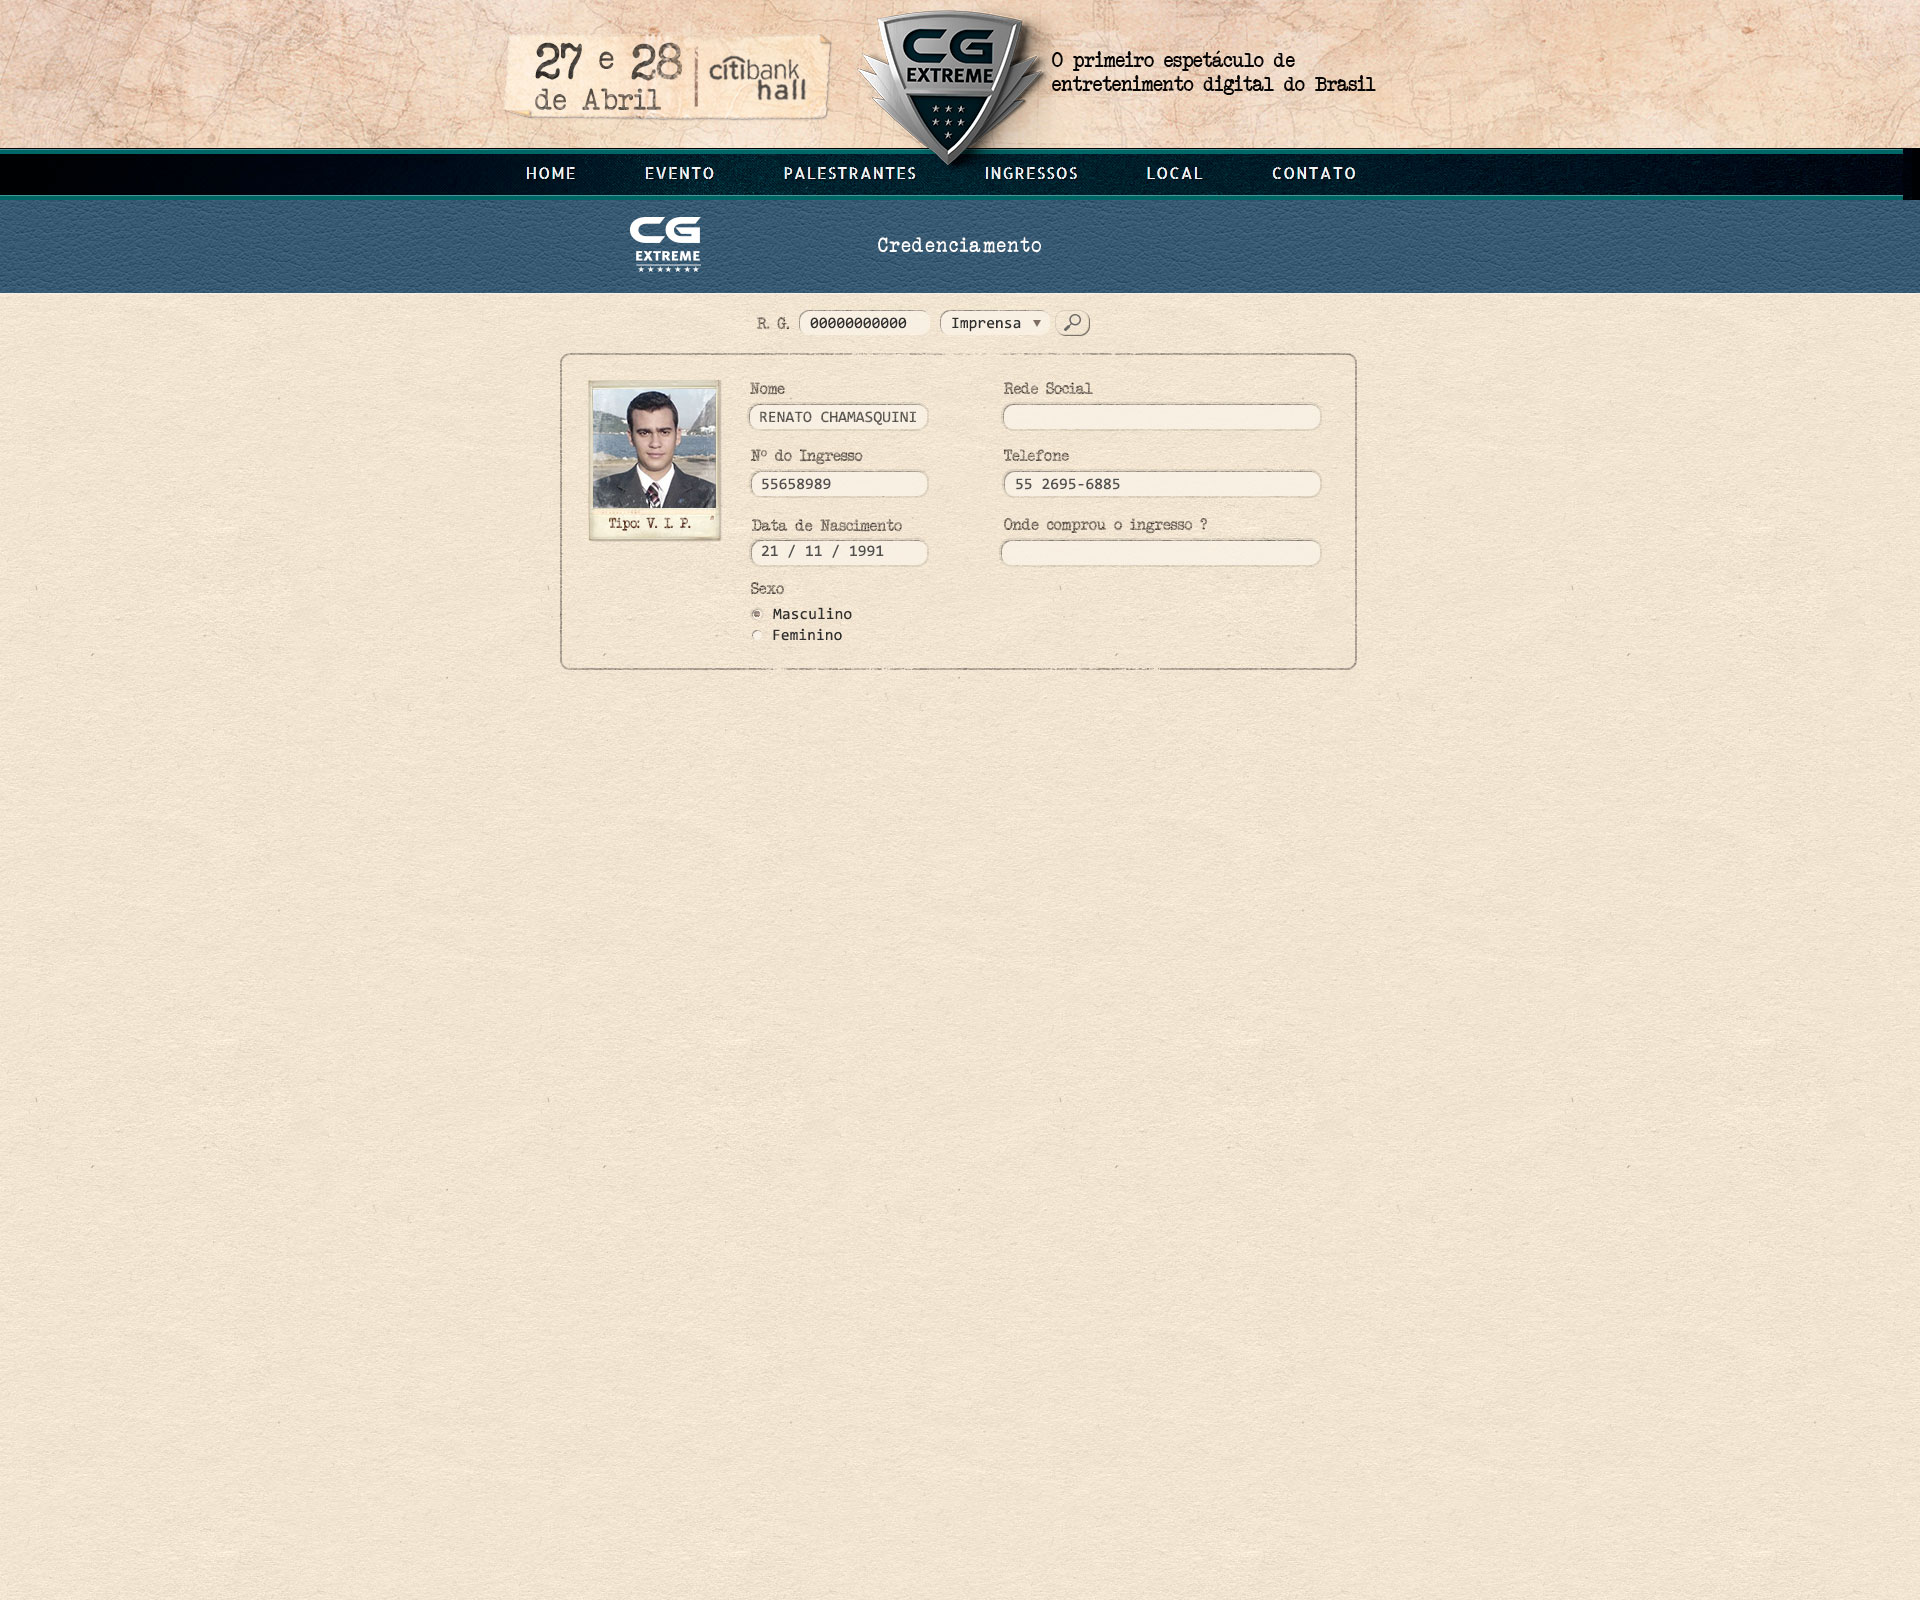 27 e 28
de Abril
citibank
hall
CG
EXTREME
O primeiro espetáculo de
entretenimento digital do Brasil
HOME EVENTO PALESTRANTES INGRESSOS LOCAL CONTATO
CG
EXTREME
Credenciamento
R. G. 00000000000 Imprensa
Nome
RENATO CHAMASQUINI
Rede Social
Nº do Ingresso
55658989
Telefone
55 2695-6885
Tipo: V. I. P.
Data de Nascimento
21 / 11 / 1991
Onde comprou o ingresso ?
Sexo
Masculino
Feminino